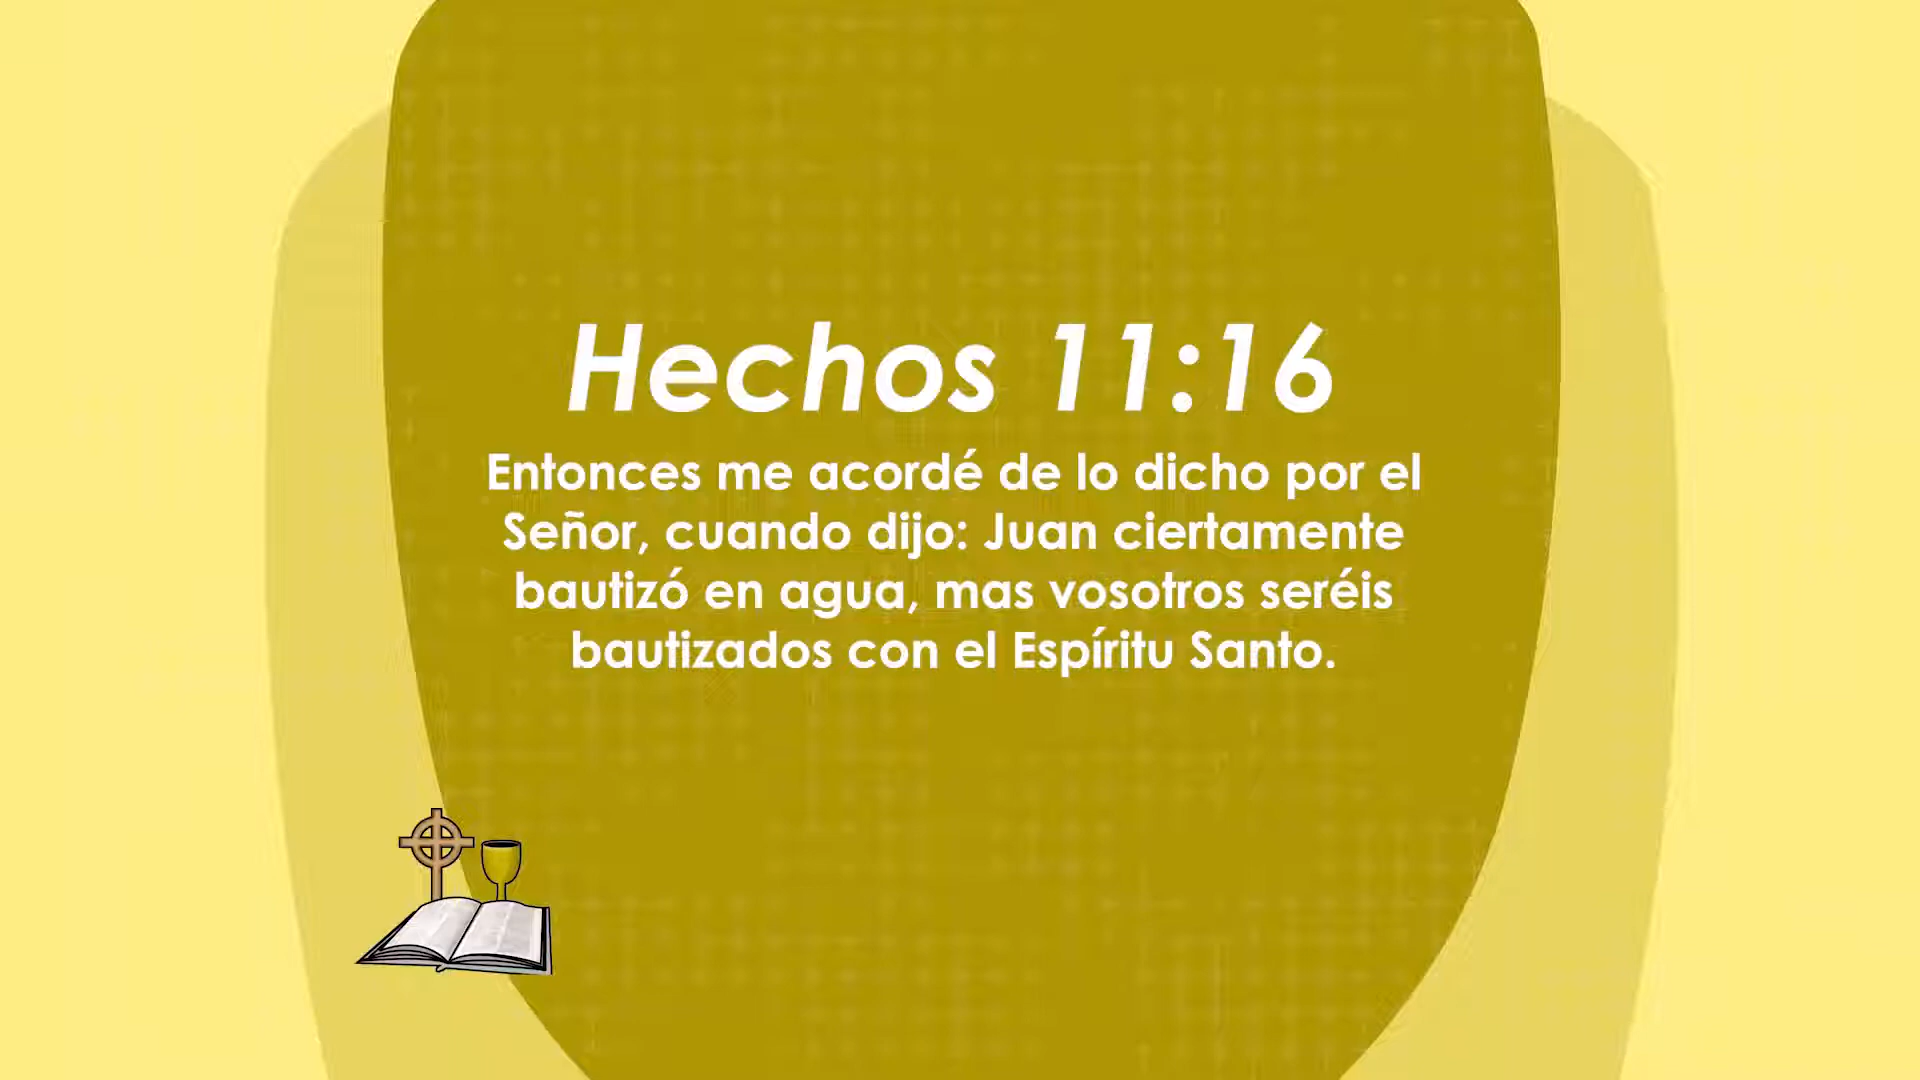 Hechos 11:16
Entonces me acordé de lo dicho por el
Señor, cuando dijo: Juan ciertamente
bautizó en agua, mas vosotros seréis
bautizados con el Espíritu Santo.